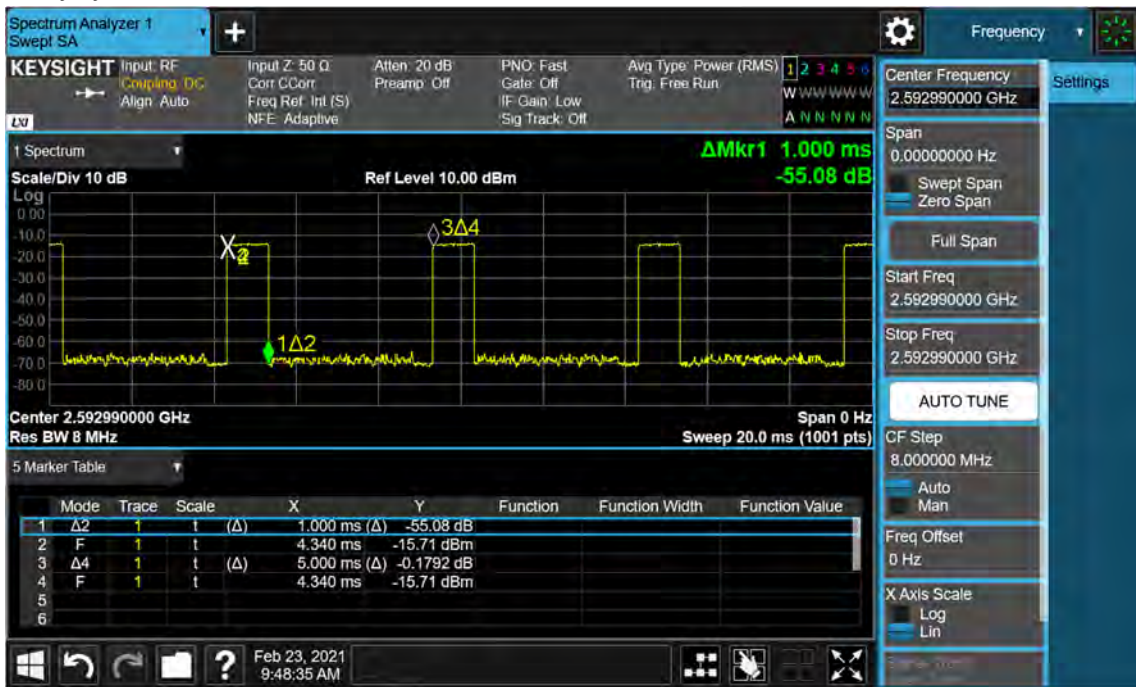 Spectrum Analyzer 1
Swept SA
+
Frequency
KEYSIGHT
Input: RF
Coupling: DC
Align: Auto
LXI
Input Z: 50 Ω
Corr CCorr
Freq Ref: Int (S)
NFE: Adaptive
Atten: 20 dB
Preamp: Off
PNO: Fast
Gate: Off
IF Gain: Low
Sig Track: Off
Avg Type: Power (RMS)
Trig: Free Run
1 2 3 4 5 6
W W W W W W
A N N N N N
1 Spectrum
Scale/Div 10 dB
Ref Level 10.00 dBm
ΔMkr1 1.000 ms
-55.08 dB
Log
0.00
-10.0
-20.0
-30.0
-40.0
-50.0
-60.0
-70.0
-80.0
3Δ4
1Δ2
Center 2.592990000 GHz
Span 0 Hz
Res BW 8 MHz
Sweep 20.0 ms (1001 pts)
5 Marker Table
Mode Trace Scale X Y Function Function Width Function Value
1 Δ2 1 t (Δ) 1.000 ms (Δ) -55.08 dB
2 F 1 t 4.340 ms -15.71 dBm
3 Δ4 1 t (Δ) 5.000 ms (Δ) -0.1792 dB
4 F 1 t 4.340 ms -15.71 dBm
5
6
Feb 23, 2021
9:48:35 AM
?
Center Frequency
2.592990000 GHz
Settings
Span
0.00000000 Hz
Swept Span
Zero Span
Full Span
Start Freq
2.592990000 GHz
Stop Freq
2.592990000 GHz
AUTO TUNE
CF Step
8.000000 MHz
Auto
Man
Freq Offset
0 Hz
X Axis Scale
Log
Lin